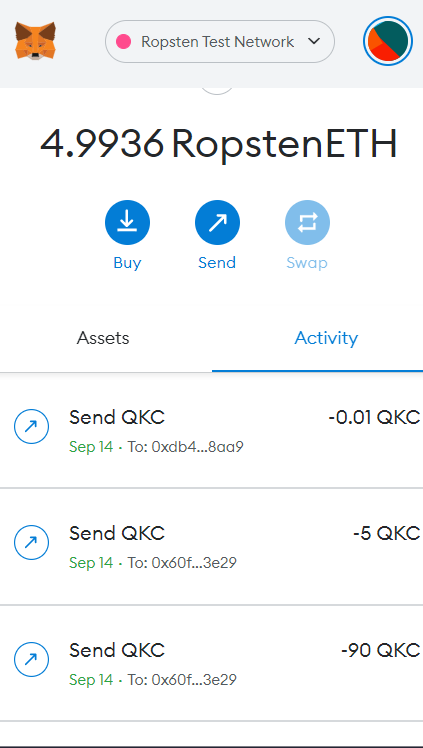 Ropsten Test Network
4.9936 RopstenETH
Buy Send Swap
Assets Activity
Send QKC -0.01 QKC
Sep 14 · To: 0xdb4...8aa9
Send QKC -5 QKC
Sep 14 · To: 0x60f...3e29
Send QKC -90 QKC
Sep 14 · To: 0x60f...3e29